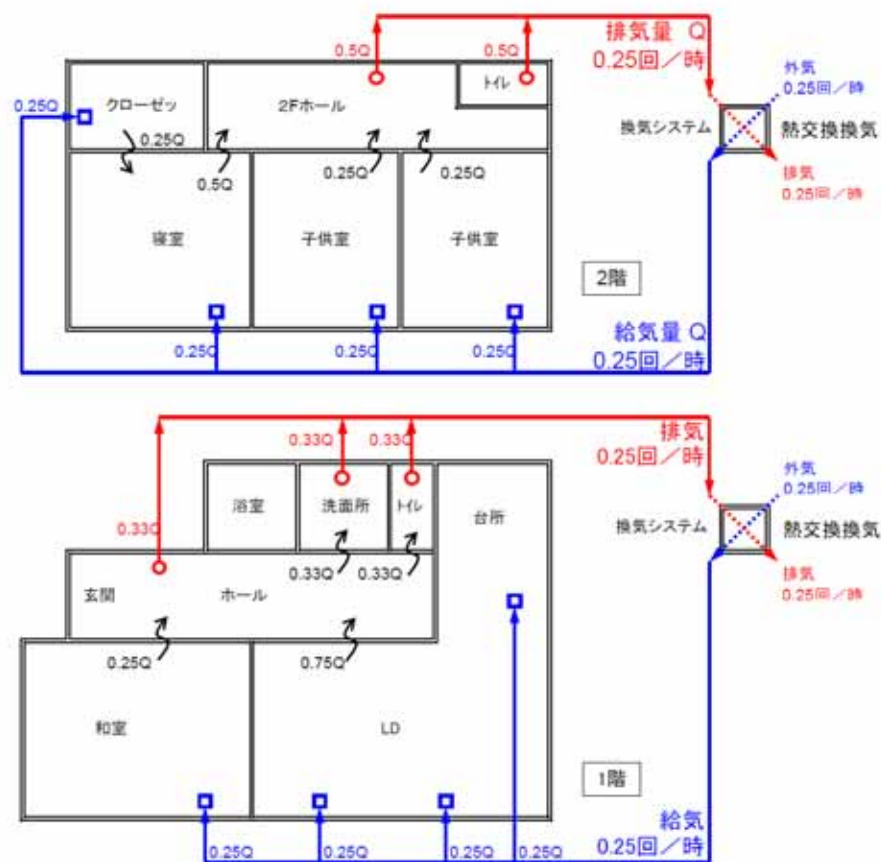 排気量 Q
0.25回／時
0.5Q
0.5Q
外気
0.25回／時
0.25Q
クローゼッ
2Fホール
トイレ
換気システム
熱交換換気
0.25Q
0.5Q
0.25Q
0.25Q
排気
0.25回／時
寝室
子供室
子供室
2階
給気量 Q
0.25回／時
0.25Q
0.25Q
0.25Q
0.25Q
排気
0.25回／時
0.33Q
0.33Q
外気
0.25回／時
0.33Q
浴室
洗面所
トイレ
台所
換気システム
熱交換換気
0.33Q
0.33Q
排気
0.25回／時
玄関
ホール
0.25Q
0.75Q
和室
LD
1階
給気
0.25回／時
0.25Q
0.25Q
0.25Q
0.25Q